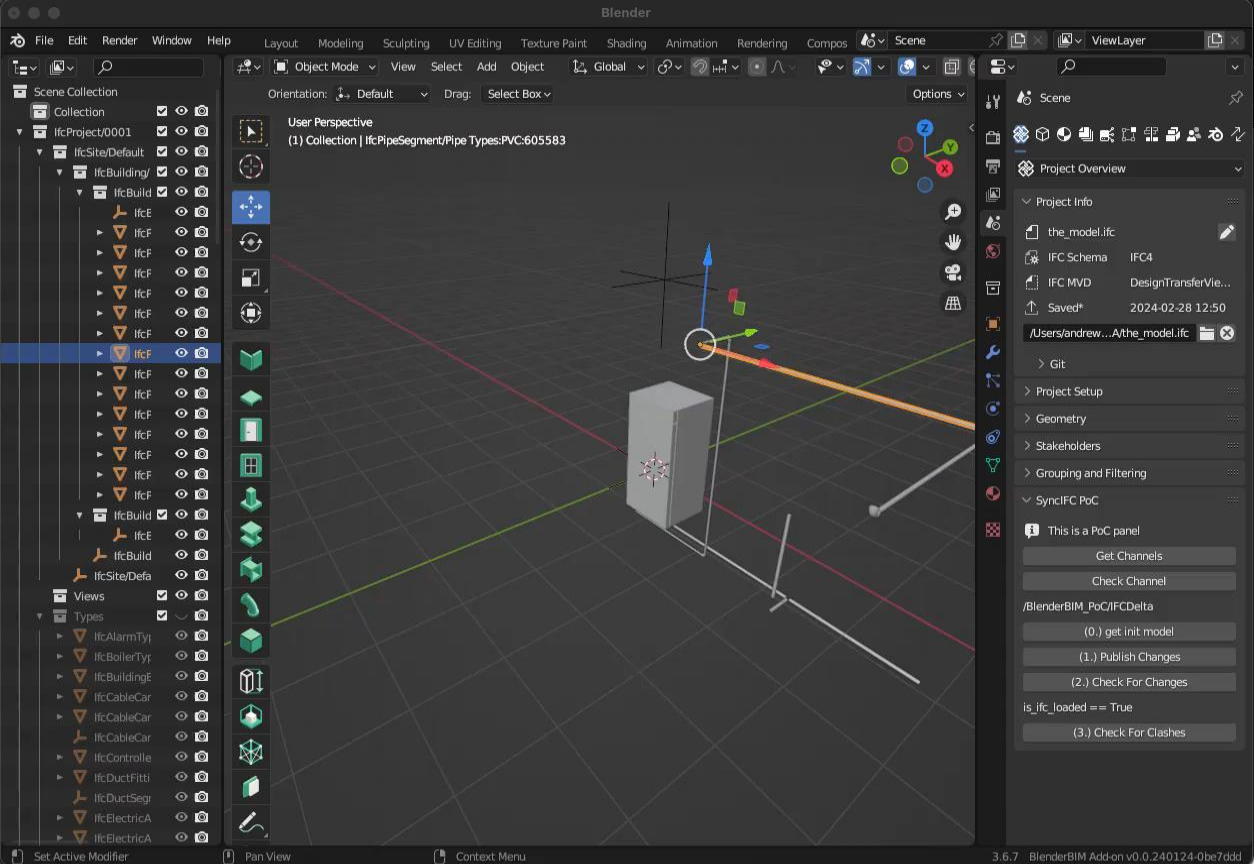 Blender
File Edit Render Window Help Layout Modeling Sculpting UV Editing Texture Paint Shading Animation Rendering Compos Scene ViewLayer
Object Mode View Select Add Object Global
Orientation: Default Drag: Select Box Options
Scene Collection
Collection
IfcProject/0001
IfcSite/Default
IfcBuilding/
IfcBuild
IfcE
IfcF
IfcF
IfcF
IfcF
IfcF
IfcF
IfcF
IfcF
IfcF
IfcF
IfcF
IfcF
IfcF
IfcF
IfcBuild
IfcE
IfcBuild
IfcSite/Defa
Views
Types
IfcAlarmTyp
IfcBoilerTyp
IfcBuildingE
IfcCableCar
IfcCableCar
IfcCableCar
IfcControlle
IfcDuctFitti
IfcDuctSegr
IfcElectricA
IfcElectricA
User Perspective
(1) Collection | IfcPipeSegment/Pipe Types:PVC:605583
Z
Y
X
Scene
Project Overview
Project Info
the_model.ifc
IFC Schema IFC4
IFC MVD DesignTransferVie...
Saved* 2024-02-28 12:50
/Users/andrew...A/the_model.ifc
Git
Project Setup
Geometry
Stakeholders
Grouping and Filtering
SyncIFC PoC
This is a PoC panel
Get Channels
Check Channel
/BlenderBIM_PoC/IFCDelta
(0.) get init model
(1.) Publish Changes
(2.) Check For Changes
is_ifc_loaded == True
(3.) Check For Clashes
Set Active Modifier Pan View Context Menu 3.6.7 BlenderBIM Add-on v0.0.240124-0be7ddd